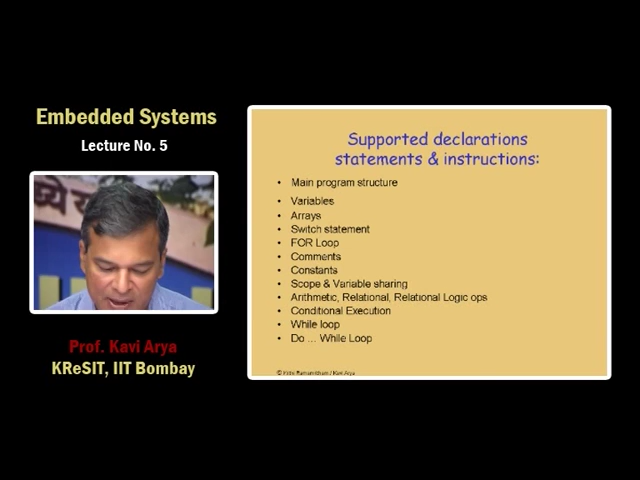 Embedded Systems
Lecture No. 5
Prof. Kavi Arya
KReSIT, IIT Bombay
Supported declarations
statements & instructions:
• Main program structure
• Variables
• Arrays
• Switch statement
• FOR Loop
• Comments
• Constants
• Scope & Variable sharing
• Arithmetic, Relational, Relational Logic ops
• Conditional Execution
• While loop
• Do ... While Loop
/ Kavi Arya